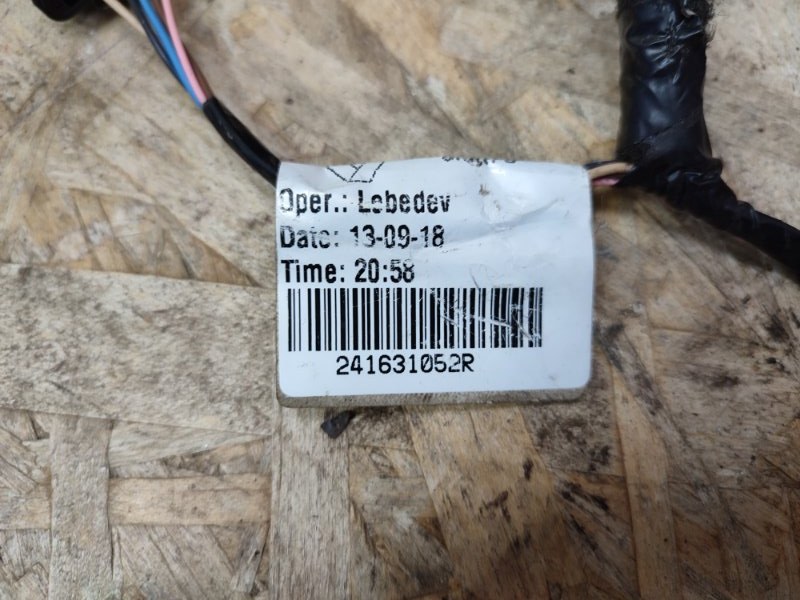 Oper.: Lebedev
Date: 13-09-18
Time: 20:58
241631052R